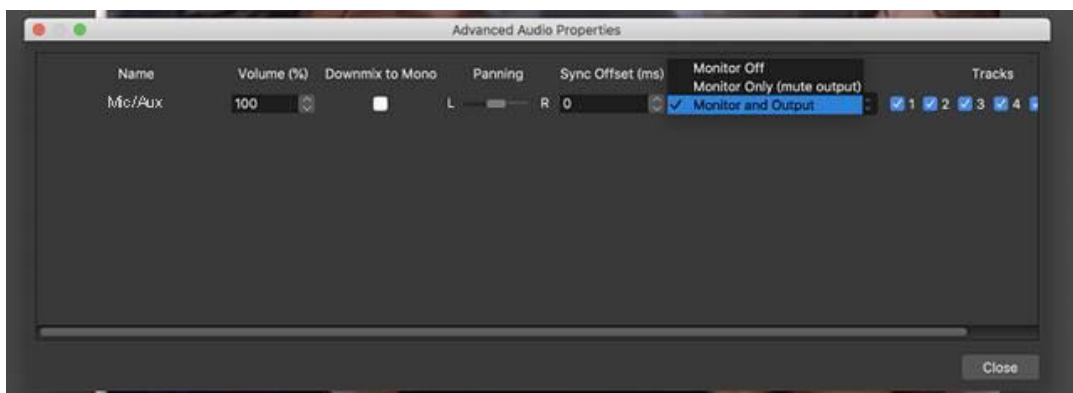 Advanced Audio Properties
Name Volume (%) Downmix to Mono Panning Sync Offset (ms) Monitor Off Tracks
Monitor Only (mute output)
Mic/Aux 100 L R 0 Monitor and Output 1 2 3 4
Close